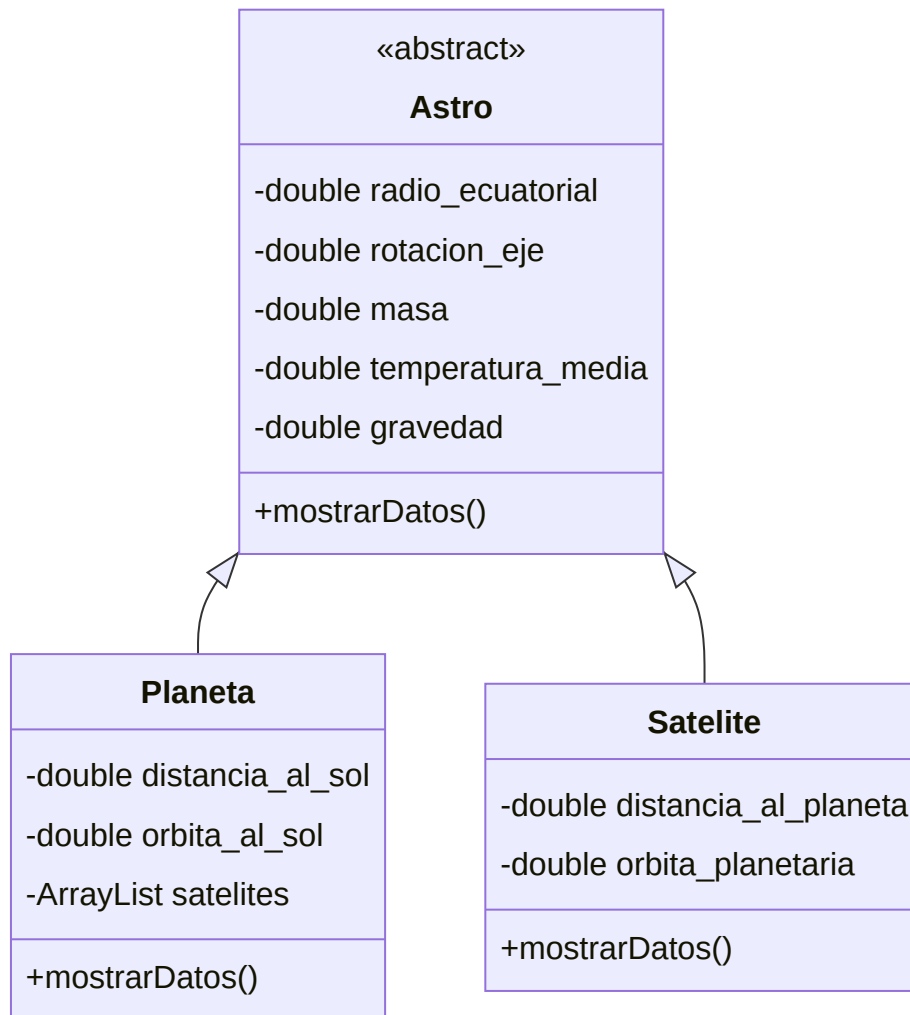 «abstract»
Astro
-double radio_ecuatorial
-double rotacion_eje
-double masa
-double temperatura_media
-double gravedad
+mostrarDatos()
Planeta
-double distancia_al_sol
-double orbita_al_sol
-ArrayList satelites
+mostrarDatos()
Satelite
-double distancia_al_planeta
-double orbita_planetaria
+mostrarDatos()